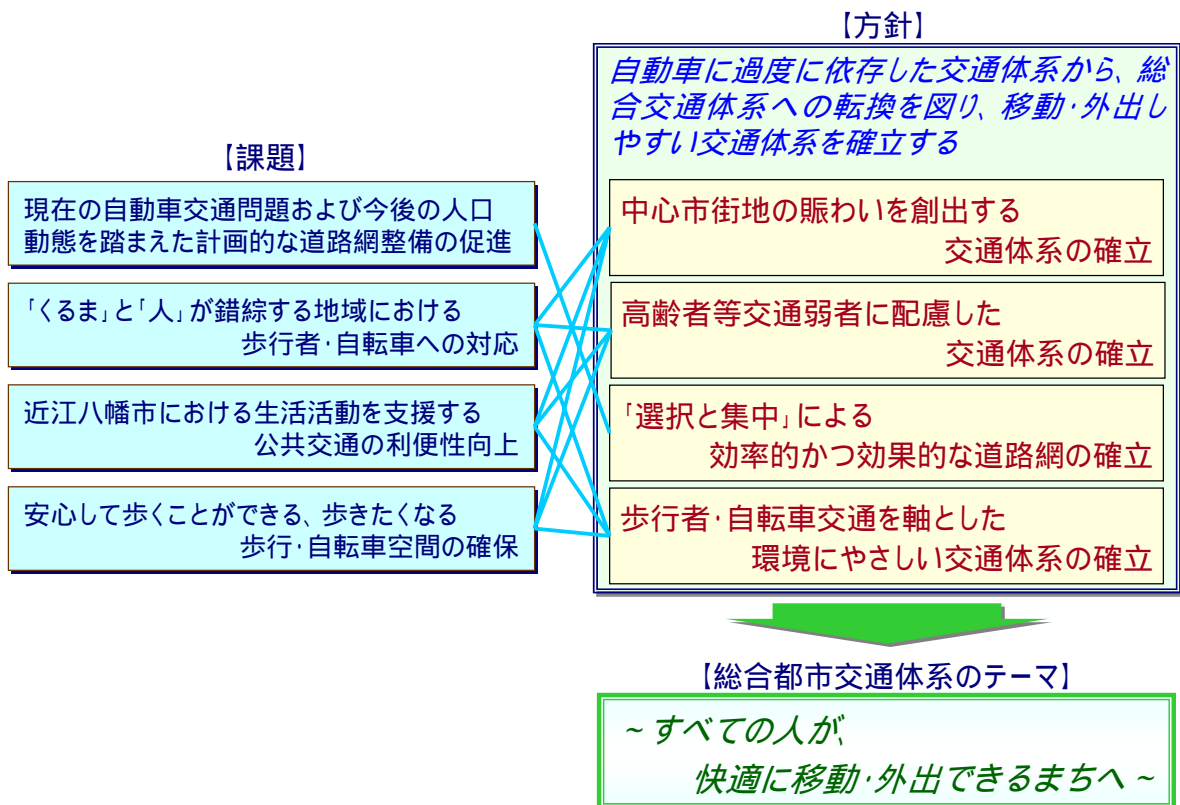 【課題】
現在の自動車交通問題および今後の人口
動態を踏まえた計画的な道路網整備の促進
「くるま」と「人」が錯綜する地域における
歩行者・自転車への対応
近江八幡市における生活活動を支援する
公共交通の利便性向上
安心して歩くことができる、歩きたくなる
歩行・自転車空間の確保
【方針】
自動車に過度に依存した交通体系から、総
合交通体系への転換を図り、移動・外出し
やすい交通体系を確立する
中心市街地の賑わいを創出する
交通体系の確立
高齢者等交通弱者に配慮した
交通体系の確立
「選択と集中」による
効率的かつ効果的な道路網の確立
歩行者・自転車交通を軸とした
環境にやさしい交通体系の確立
【総合都市交通体系のテーマ】
~すべての人が、
快適に移動・外出できるまちへ~